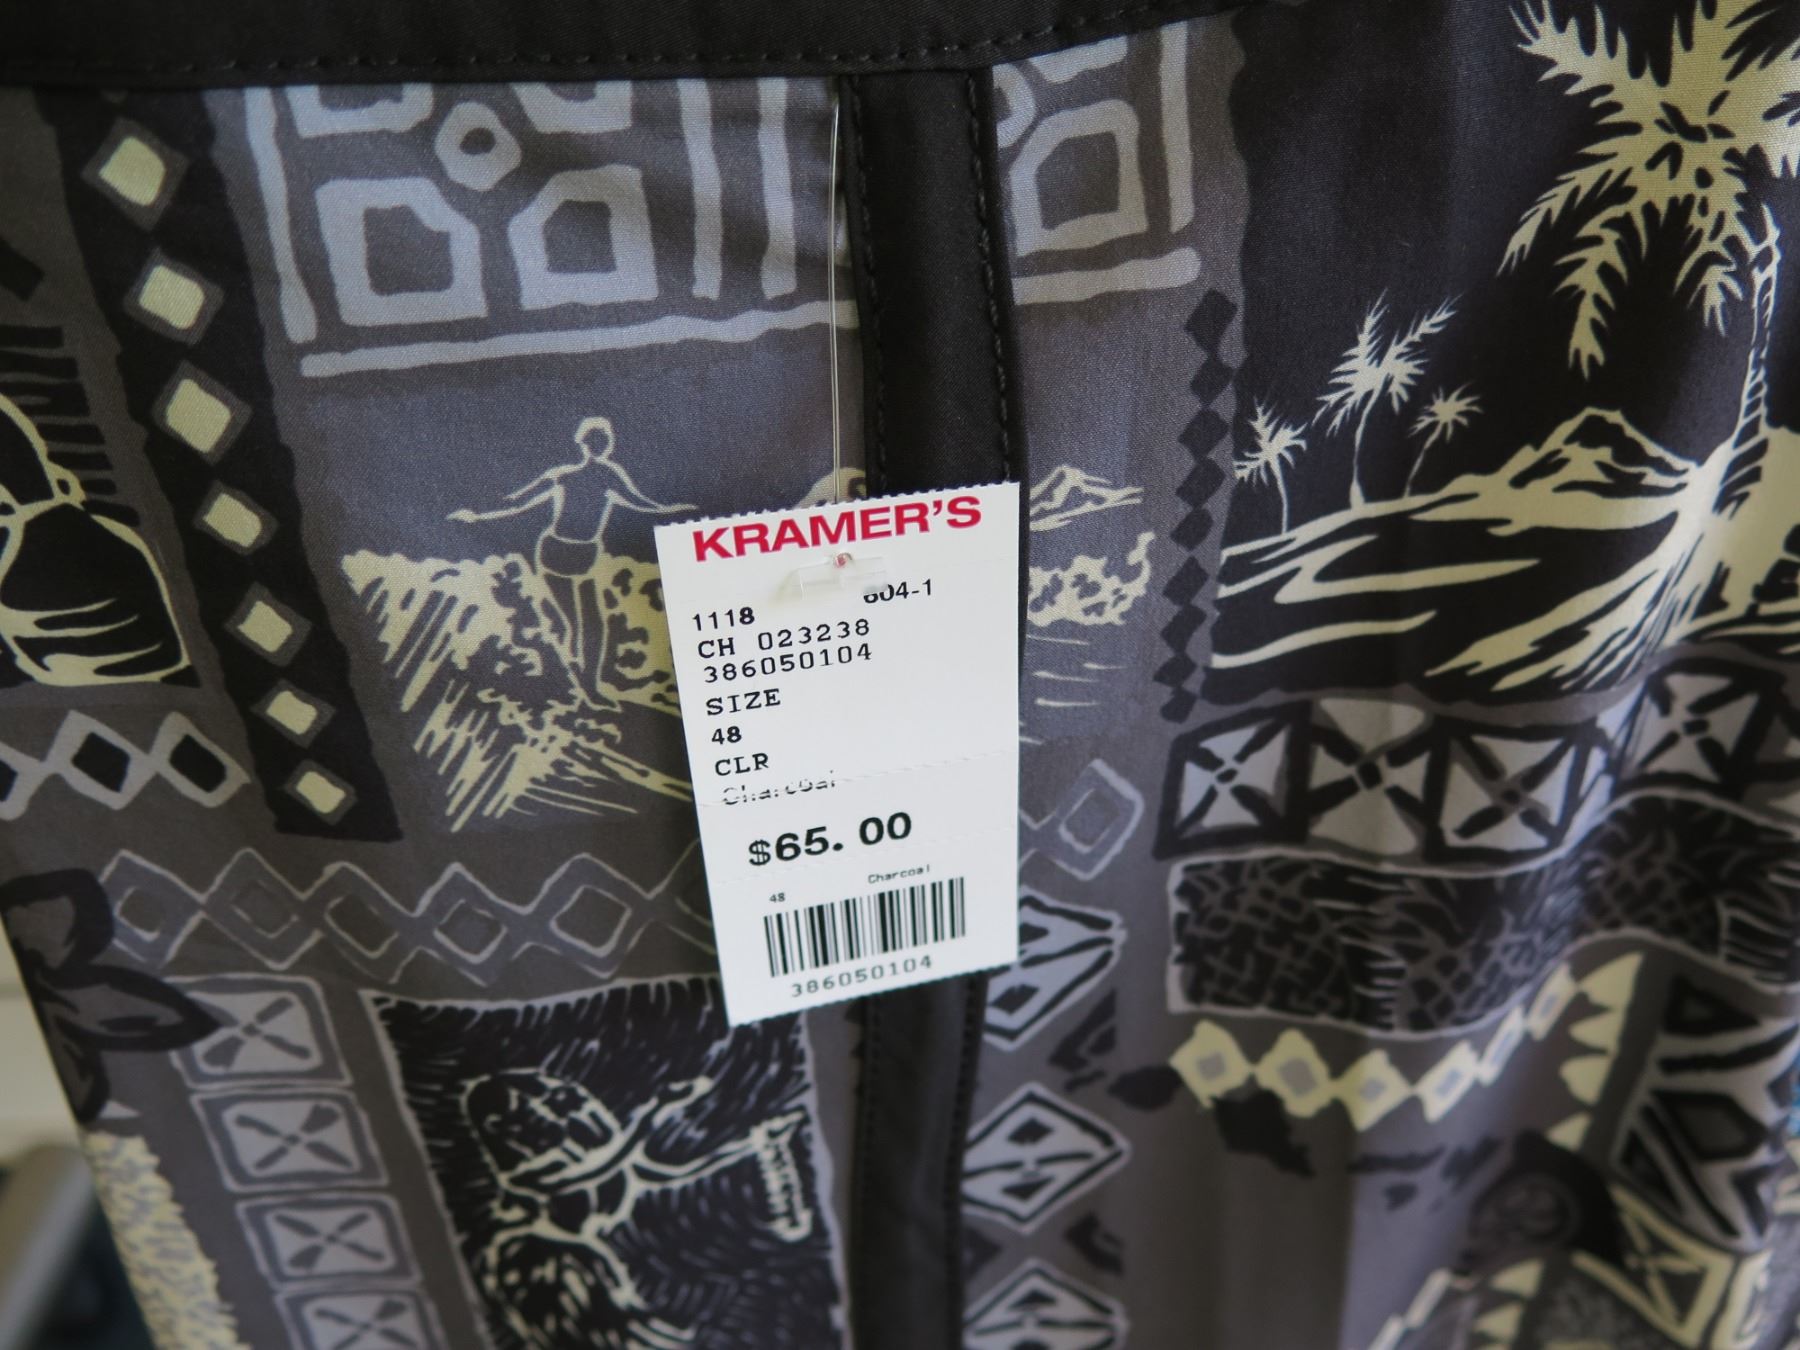 KRAMER'S
1118 604-1
CH 023238
386050104
SIZE
48
CLR
Charcoal
$65.00
48 Charcoal
386050104